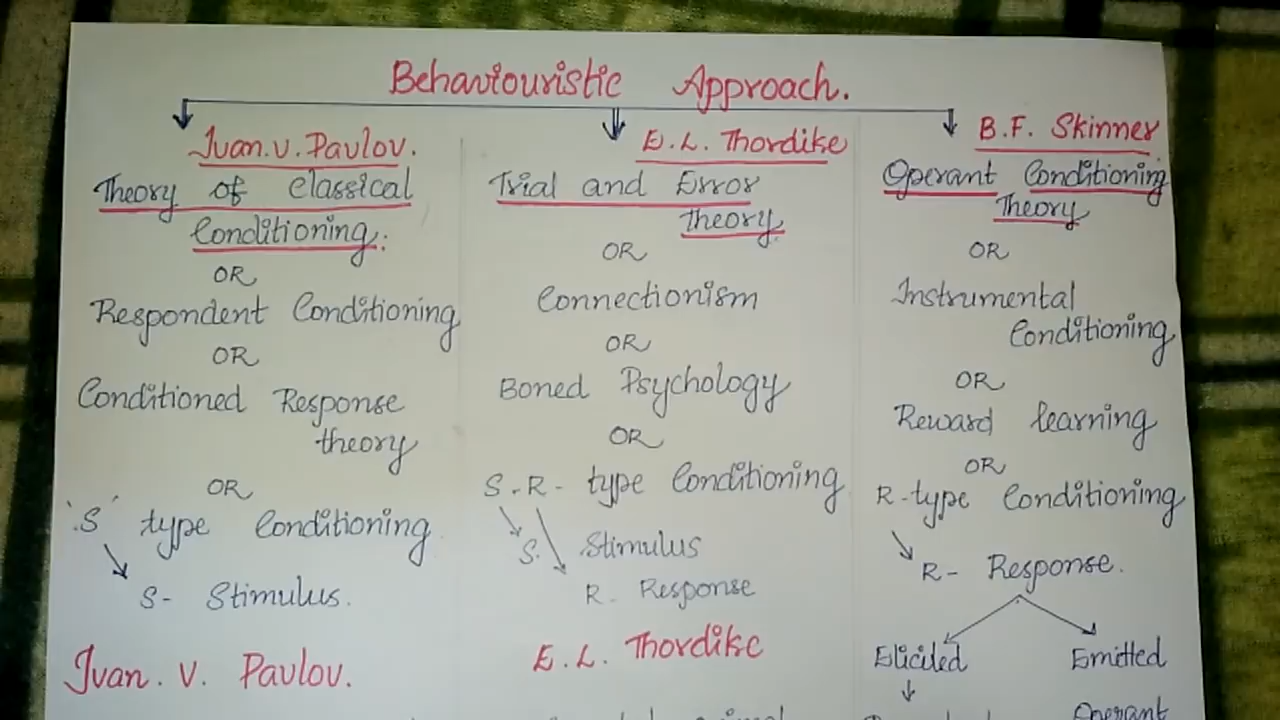 Behaviouristic Approach.
Ivan. V. Pavlov.
Theory of Classical
Conditioning.
OR
Respondent Conditioning
OR
Conditioned Response
theory
OR
'S' type Conditioning
S- Stimulus.
Ivan. V. Pavlov.
E. L. Thordike
Trial and Error
Theory.
OR
Connectionism
OR
Boned Psychology
OR
S-R- type Conditioning
S. Stimulus
R- Response
E. L. Thordike
B.F. Skinner
Operant Conditioning
Theory
OR
Instrumental
Conditioning
OR
Reward learning
OR
R-type Conditioning
R- Response.
Elicited Emitted
Operant